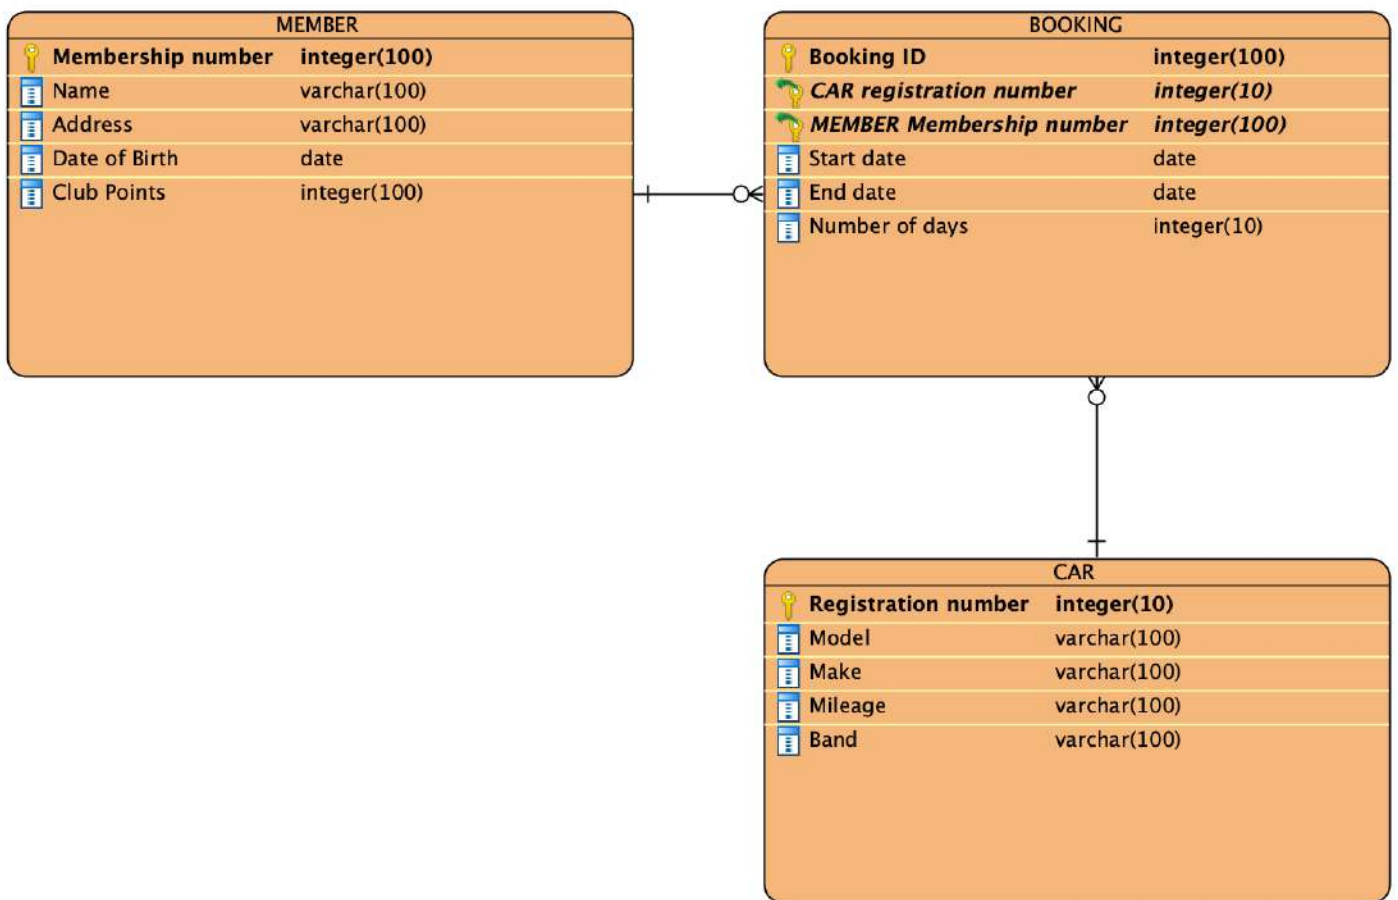 MEMBER
Membership number integer(100)
Name varchar(100)
Address varchar(100)
Date of Birth date
Club Points integer(100)
BOOKING
Booking ID integer(100)
CAR registration number integer(10)
MEMBER Membership number integer(100)
Start date date
End date date
Number of days integer(10)
CAR
Registration number integer(10)
Model varchar(100)
Make varchar(100)
Mileage varchar(100)
Band varchar(100)